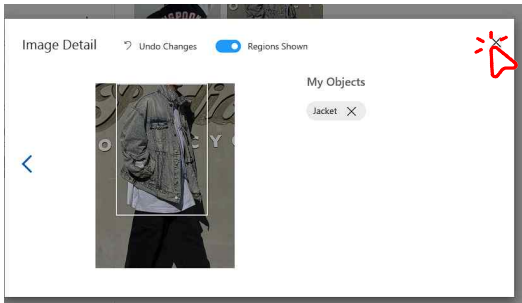 Image Detail
Undo Changes
Regions Shown
My Objects
Jacket
O
C Y